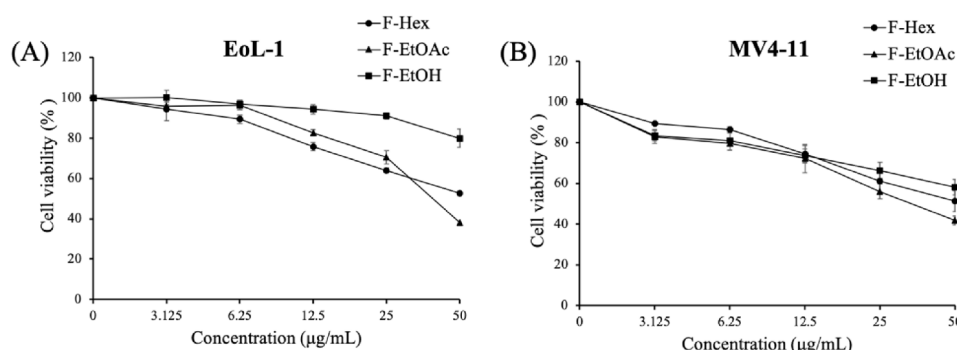 (A)
EoL-1
F-Hex
F-EtOAc
F-EtOH
120
100
80
60
40
20
0
Cell viability (%)
0 3.125 6.25 12.5 25 50
Concentration (µg/mL)
(B)
MV4-11
F-Hex
F-EtOAc
F-EtOH
120
100
80
60
40
20
0
Cell viability (%)
0 3.125 6.25 12.5 25 50
Concentration (µg/mL)